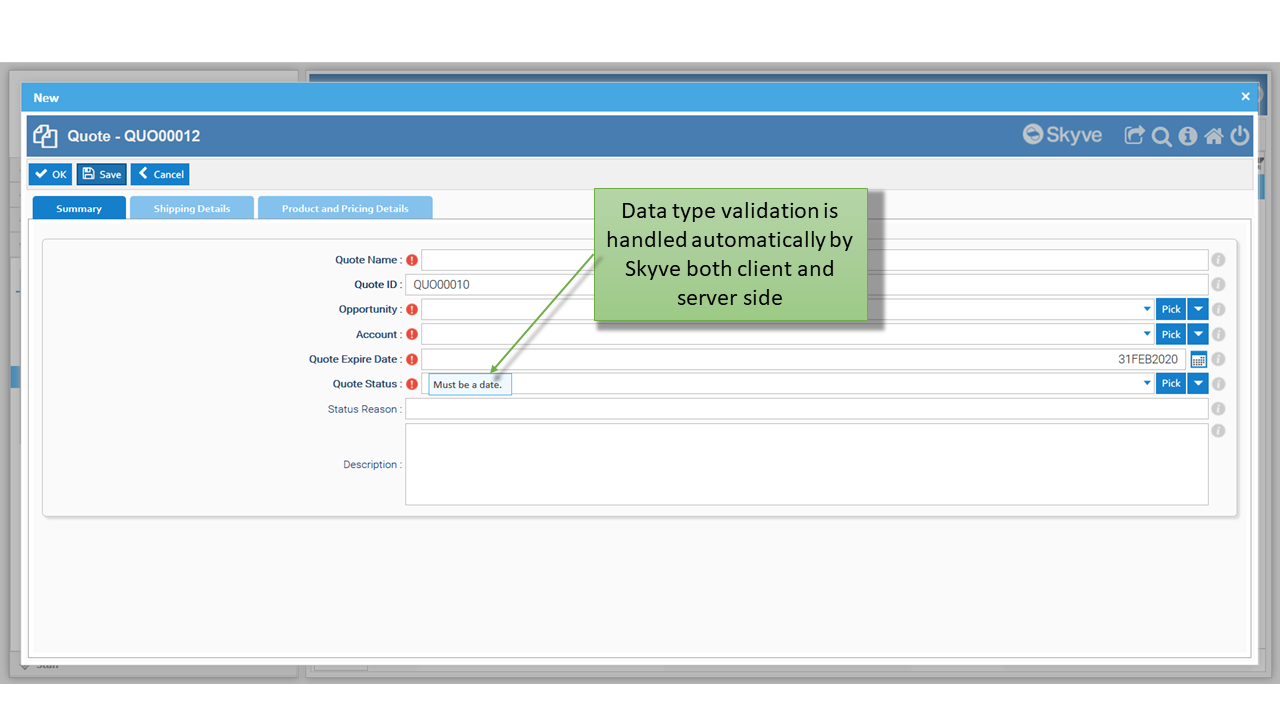 New
Quote - QUO00012
Skyve
OK Save Cancel
Summary Shipping Details Product and Pricing Details
Data type validation is
handled automatically by
Skyve both client and
server side
Quote Name :
Quote ID : QUO00010
Opportunity : Pick
Account : Pick
Quote Expire Date : 31FEB2020
Quote Status : Must be a date. Pick
Status Reason :
Description :